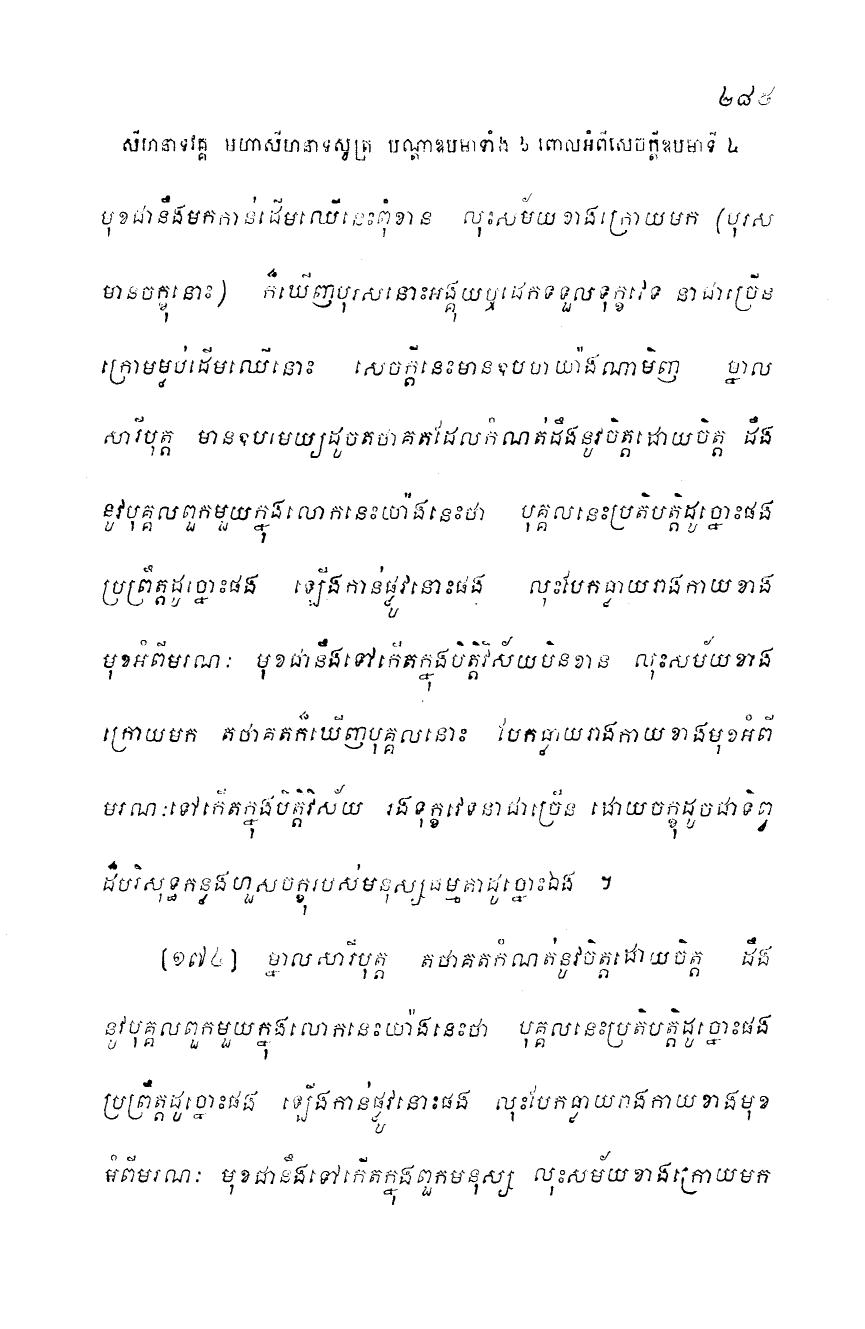 ២៨៥
សីហនាទវគ្គ មហាសីហនាទសូត្រ បណ្តាឧបមាទាំង ៦ ពោលអំពីសេចក្តីឧបមាទី ៤
មុខជានឹងមកកាន់ដើមឈើនេះពុំខាន លុះសម័យខាងក្រោយមក (បុរស
មានចក្ខុនោះ) ក៏ឃើញបុរសនោះអង្គុយឬដេកទទួលទុក្ខវេទ នាជាច្រើន
ក្រោមម្លប់ដើមឈើនោះ សេចក្តីនេះមានឧបមាយ៉ាងណាមិញ ម្នាល
សារីបុត្ត មានឧបមេយ្យដូចតថាគតដែលកំណត់ដឹងនូវចិត្តដោយចិត្ត ដឹង
នូវបុគ្គលពួកមួយក្នុងលោកនេះយ៉ាងនេះថា បុគ្គលនេះប្រតិបត្តិដូច្នោះផង
ប្រព្រឹត្តដូច្នោះផង ឡើងកាន់ផ្លូវនោះផង លុះបែកធ្លាយរាងកាយខាង
មុខអំពីមរណៈ មុខជានឹងទៅកើតក្នុងបិត្តិវិស័យមិនខាន លុះសម័យខាង
ក្រោយមក តថាគតក៏ឃើញបុគ្គលនោះ បែកធ្លាយរាងកាយខាងមុខអំពី
មរណៈទៅកើតក្នុងបិត្តិវិស័យ រងទុក្ខវេទនាជាច្រើន ដោយចក្ខុដូចជាទិព្វ
ដ៏បរិសុទ្ធកន្លងហួសចក្ខុរបស់មនុស្សធម្មតាដូច្នោះឯង ។
[១៧៤] ម្នាលសារីបុត្ត តថាគតកំណត់នូវចិត្តដោយចិត្ត ដឹង
នូវបុគ្គលពួកមួយក្នុងលោកនេះយ៉ាងនេះថា បុគ្គលនេះប្រតិបត្តិដូច្នោះផង
ប្រព្រឹត្តដូច្នោះផង ឡើងកាន់ផ្លូវនោះផង លុះបែកធ្លាយរាងកាយខាងមុខ
អំពីមរណៈ មុខជានឹងទៅកើតក្នុងពួកមនុស្ស លុះសម័យខាងក្រោយមក